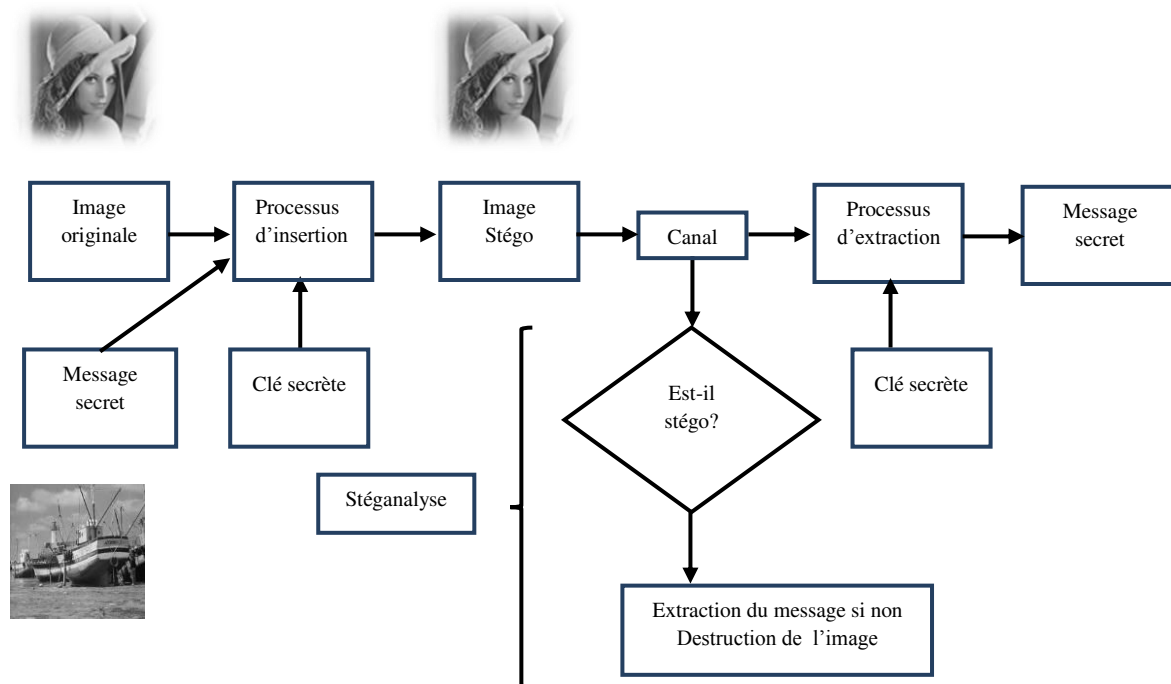 Image
originale
Processus
d’insertion
Image
Stégo
Canal
Processus
d’extraction
Message
secret
Message
secret
Clé secrète
Est-il
stégo?
Clé secrète
Stéganalyse
Extraction du message si non
Destruction de l’image